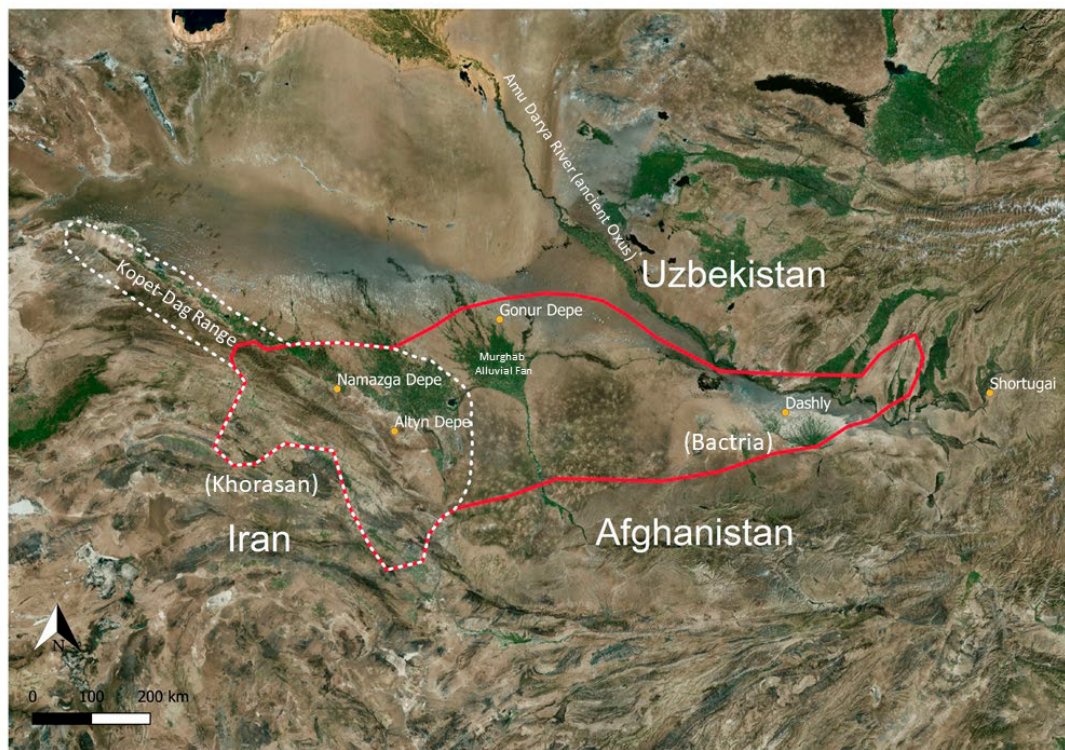 Amu Darya River (ancient Oxus)
Uzbekistan
Kopet-Dag Range
Gonur Depe
Murghab
Alluvial Fan
Namazga Depe
Shortugai
Dashly
Altyn Depe
(Bactria)
(Khorasan)
Iran
Afghanistan
N
0 100 200 km